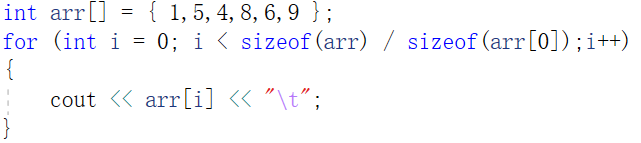 int arr[] = { 1,5,4,8,6,9 };
for (int i = 0; i < sizeof(arr) / sizeof(arr[0]);i++)
{
    cout << arr[i] << "\t";
}